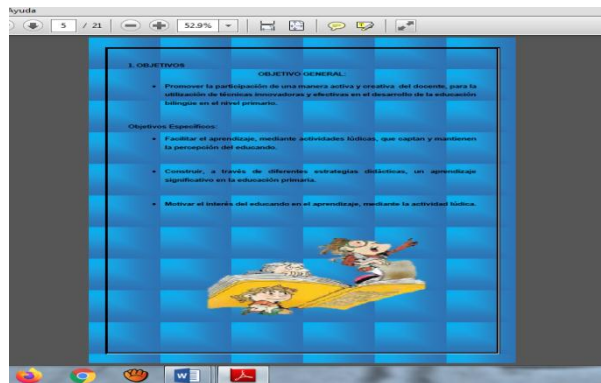 Ayuda
5 / 21 52.9%
1. OBJETIVOS
OBJETIVO GENERAL:
• Promover la participación de una manera activa y creativa del docente, para la
utilización de técnicas innovadoras y efectivas en el desarrollo de la educación
bilingüe en el nivel primario.
Objetivos Específicos:
• Facilitar el aprendizaje, mediante actividades lúdicas, que captan y mantienen
la percepción del educando.
• Construir, a través de diferentes estrategias didácticas, un aprendizaje
significativo en la educación primaria.
• Motivar el interés del educando en el aprendizaje, mediante la actividad lúdica.
W